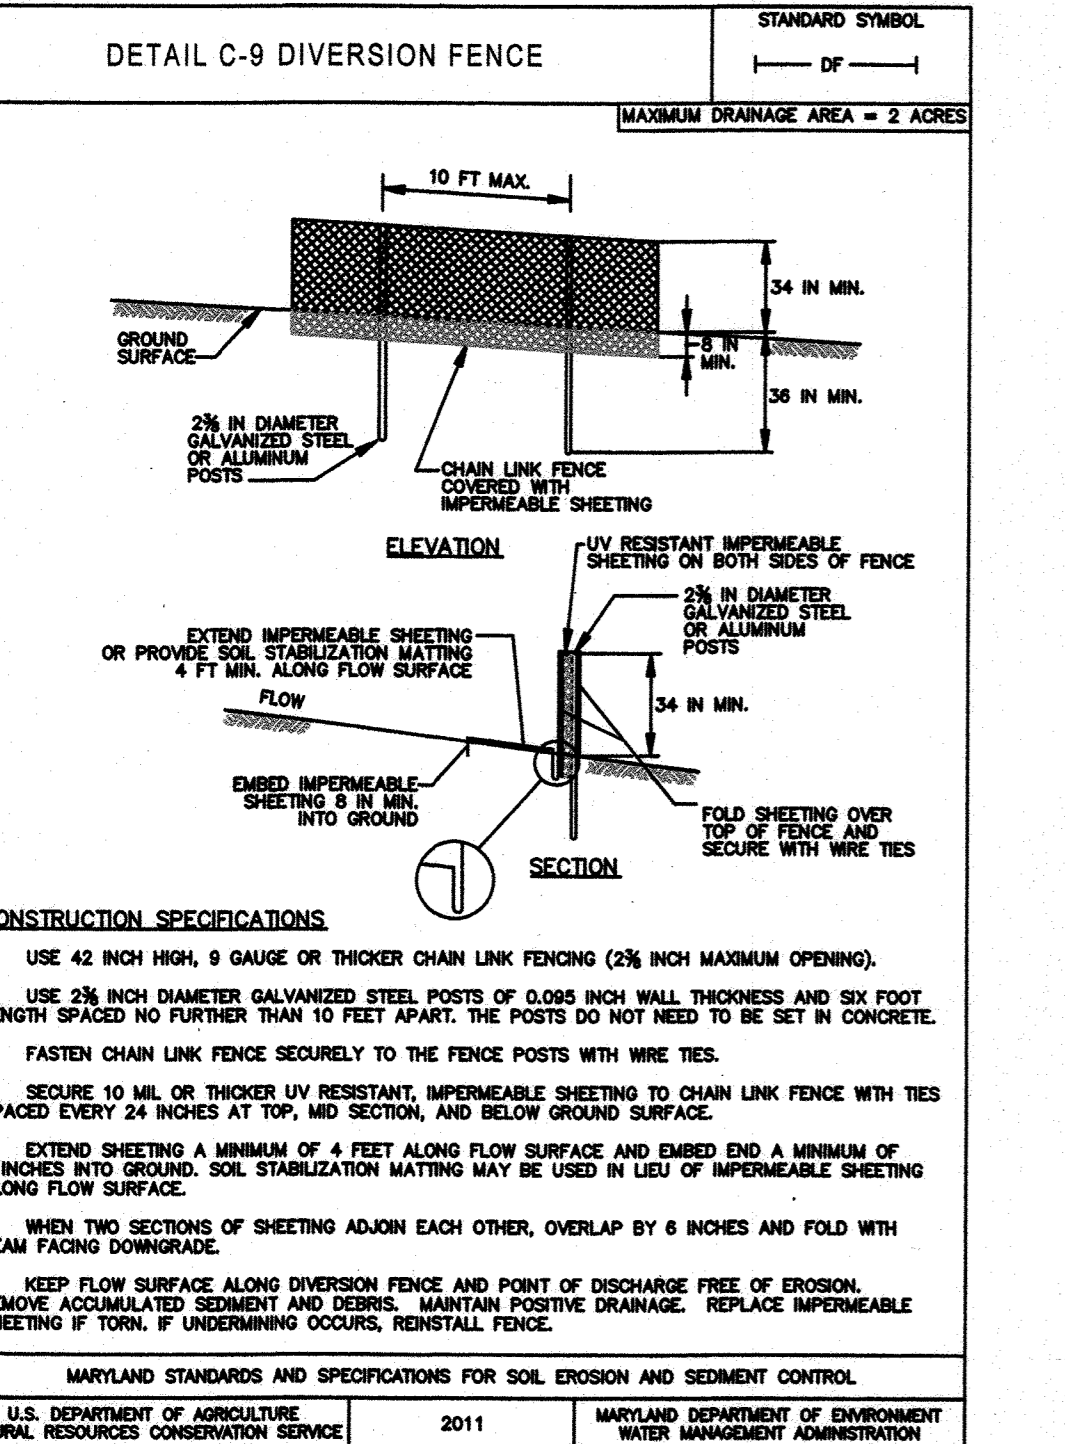 DETAIL C-9 DIVERSION FENCE
STANDARD SYMBOL
DF
MAXIMUM DRAINAGE AREA = 2 ACRES
10 FT MAX.
34 IN MIN.
GROUND
SURFACE
8 IN
MIN.
36 IN MIN.
2⅜ IN DIAMETER
GALVANIZED STEEL
OR ALUMINUM
POSTS
CHAIN LINK FENCE
COVERED WITH
IMPERMEABLE SHEETING
ELEVATION
UV RESISTANT IMPERMEABLE
SHEETING ON BOTH SIDES OF FENCE
2⅜ IN DIAMETER
GALVANIZED STEEL
OR ALUMINUM
POSTS
EXTEND IMPERMEABLE SHEETING
OR PROVIDE SOIL STABILIZATION MATTING
4 FT MIN. ALONG FLOW SURFACE
FLOW
34 IN MIN.
EMBED IMPERMEABLE
SHEETING 8 IN MIN.
INTO GROUND
FOLD SHEETING OVER
TOP OF FENCE AND
SECURE WITH WIRE TIES
SECTION
ONSTRUCTION SPECIFICATIONS
USE 42 INCH HIGH, 9 GAUGE OR THICKER CHAIN LINK FENCING (2⅜ INCH MAXIMUM OPENING).
USE 2⅜ INCH DIAMETER GALVANIZED STEEL POSTS OF 0.095 INCH WALL THICKNESS AND SIX FOOT
NGTH SPACED NO FURTHER THAN 10 FEET APART. THE POSTS DO NOT NEED TO BE SET IN CONCRETE.
FASTEN CHAIN LINK FENCE SECURELY TO THE FENCE POSTS WITH WIRE TIES.
SECURE 10 MIL OR THICKER UV RESISTANT, IMPERMEABLE SHEETING TO CHAIN LINK FENCE WITH TIES
PACED EVERY 24 INCHES AT TOP, MID SECTION, AND BELOW GROUND SURFACE.
EXTEND SHEETING A MINIMUM OF 4 FEET ALONG FLOW SURFACE AND EMBED END A MINIMUM OF
INCHES INTO GROUND. SOIL STABILIZATION MATTING MAY BE USED IN LIEU OF IMPERMEABLE SHEETING
LONG FLOW SURFACE.
WHEN TWO SECTIONS OF SHEETING ADJOIN EACH OTHER, OVERLAP BY 6 INCHES AND FOLD WITH
EAM FACING DOWNGRADE.
KEEP FLOW SURFACE ALONG DIVERSION FENCE AND POINT OF DISCHARGE FREE OF EROSION.
EMOVE ACCUMULATED SEDIMENT AND DEBRIS. MAINTAIN POSITIVE DRAINAGE. REPLACE IMPERMEABLE
HEETING IF TORN. IF UNDERMINING OCCURS, REINSTALL FENCE.
MARYLAND STANDARDS AND SPECIFICATIONS FOR SOIL EROSION AND SEDIMENT CONTROL
U.S. DEPARTMENT OF AGRICULTURE
URAL RESOURCES CONSERVATION SERVICE
2011
MARYLAND DEPARTMENT OF ENVIRONMENT
WATER MANAGEMENT ADMINISTRATION